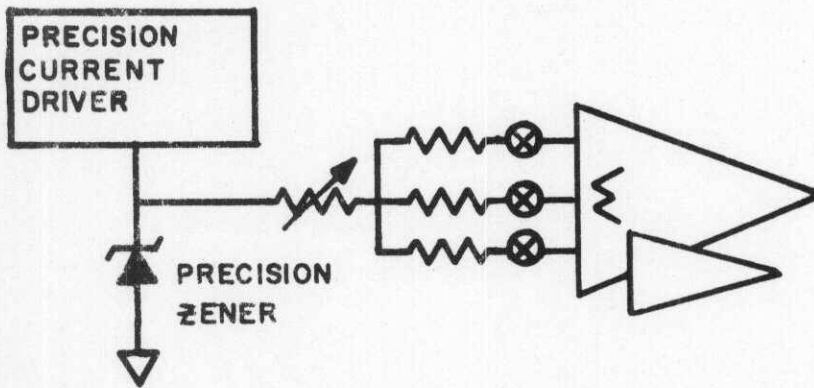 PRECISION
CURRENT
DRIVER
PRECISION
ZENER
Σ